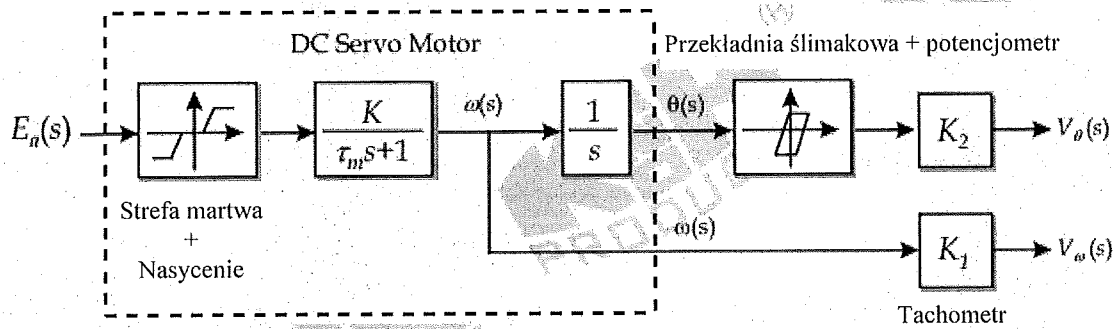 DC Servo Motor
Przekładnia ślimakowa + potencjometr
E_a(s)
Strefa martwa
+
Nasycenie
K
τ_m s+1
ω(s)
1
s
θ(s)
K_2
V_θ(s)
ω(s)
K_1
V_ω(s)
Tachometr